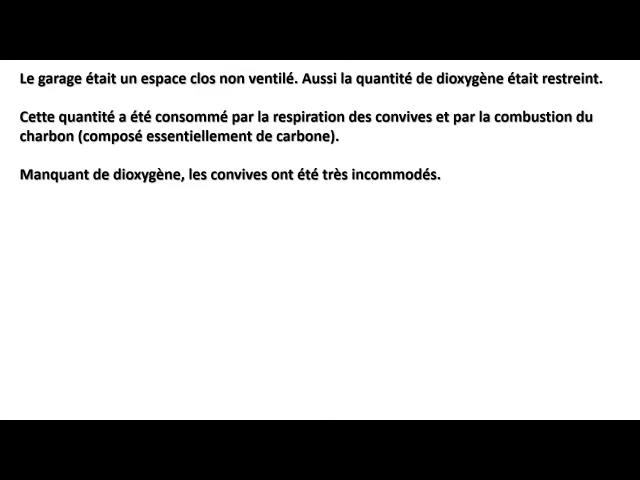 Le garage était un espace clos non ventilé. Aussi la quantité de dioxygène était restreint.
Cette quantité a été consommé par la respiration des convives et par la combustion du
charbon (composé essentiellement de carbone).
Manquant de dioxygène, les convives ont été très incommodés.